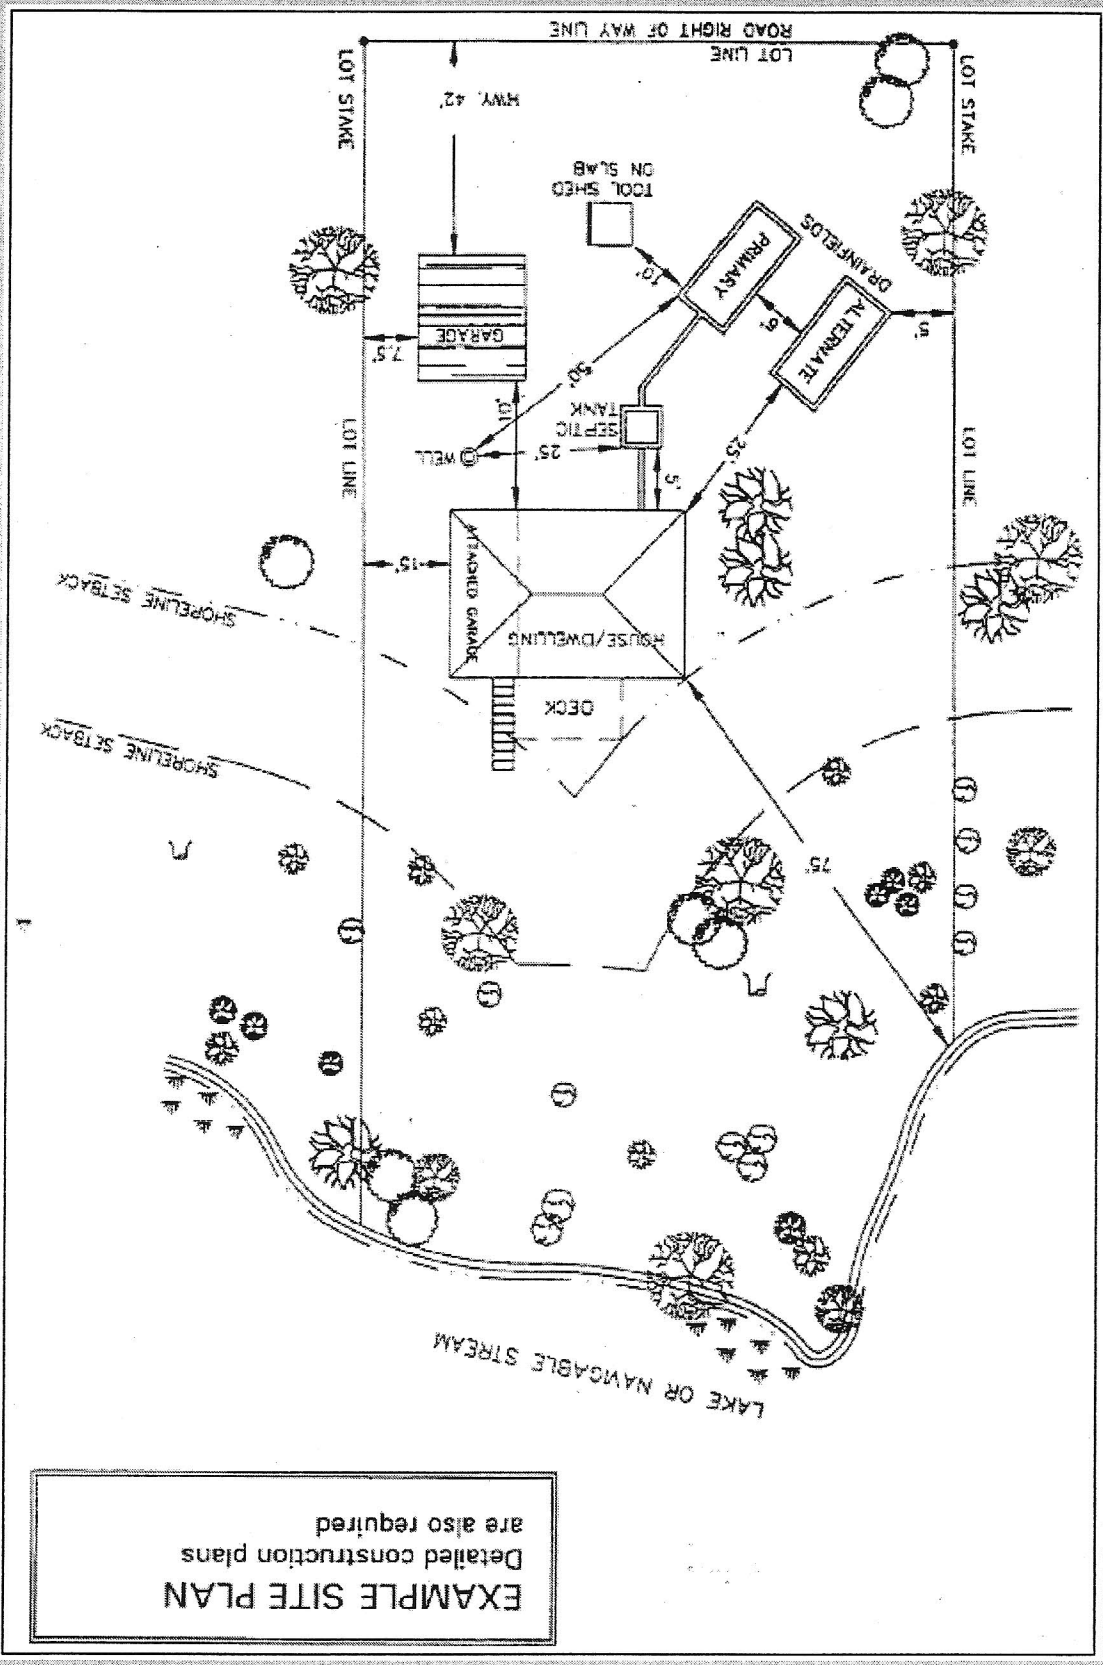 EXAMPLE SITE PLAN
Detailed construction plans
are also required
LAKE OR NAVIGABLE STREAM
75'
SHORELINE SETBACK
SHORELINE SETBACK
DECK
HOUSE/DWELLING
ATTACHED GARAGE
15'
5'
25'
WELL
25'
SEPTIC
TANK
10'
50'
LOT LINE
LOT LINE
ALTERNATE
PRIMARY
DRAINFIELDS
5'
6'
10'
GARAGE
7.5'
TOOL SHED
ON SLAB
HWY. 42'
LOT STAKE
LOT STAKE
LOT LINE
ROAD RIGHT OF WAY LINE